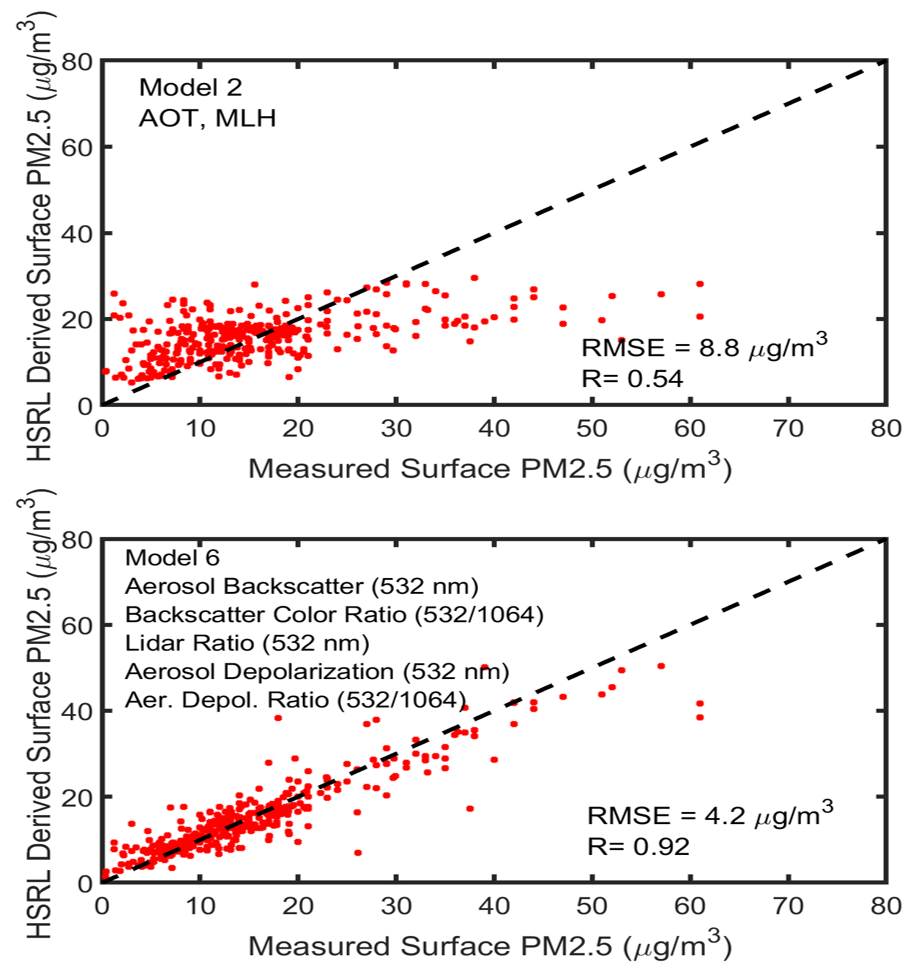 HSRL Derived Surface PM2.5 (μg/m³)
80
60
40
20
0
Model 2
AOT, MLH
RMSE = 8.8 μg/m³
R= 0.54
0 10 20 30 40 50 60 70 80
Measured Surface PM2.5 (μg/m³)
HSRL Derived Surface PM2.5 (μg/m³)
80
60
40
20
0
Model 6
Aerosol Backscatter (532 nm)
Backscatter Color Ratio (532/1064)
Lidar Ratio (532 nm)
Aerosol Depolarization (532 nm)
Aer. Depol. Ratio (532/1064)
RMSE = 4.2 μg/m³
R= 0.92
0 10 20 30 40 50 60 70 80
Measured Surface PM2.5 (μg/m³)